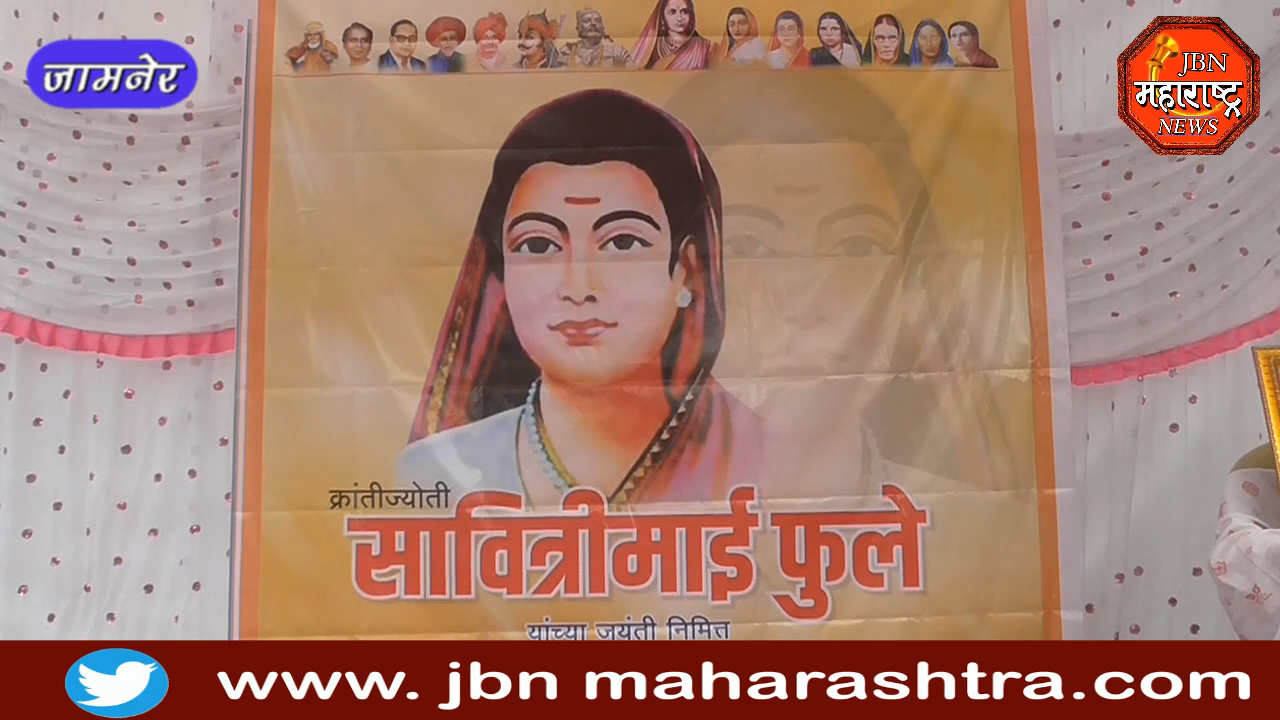 जामनेर
JBN
महाराष्ट्र
NEWS
क्रांतीज्योती
सावित्रीमाई फुले
यांच्या जयंती निमित्त
www. jbn maharashtra.com